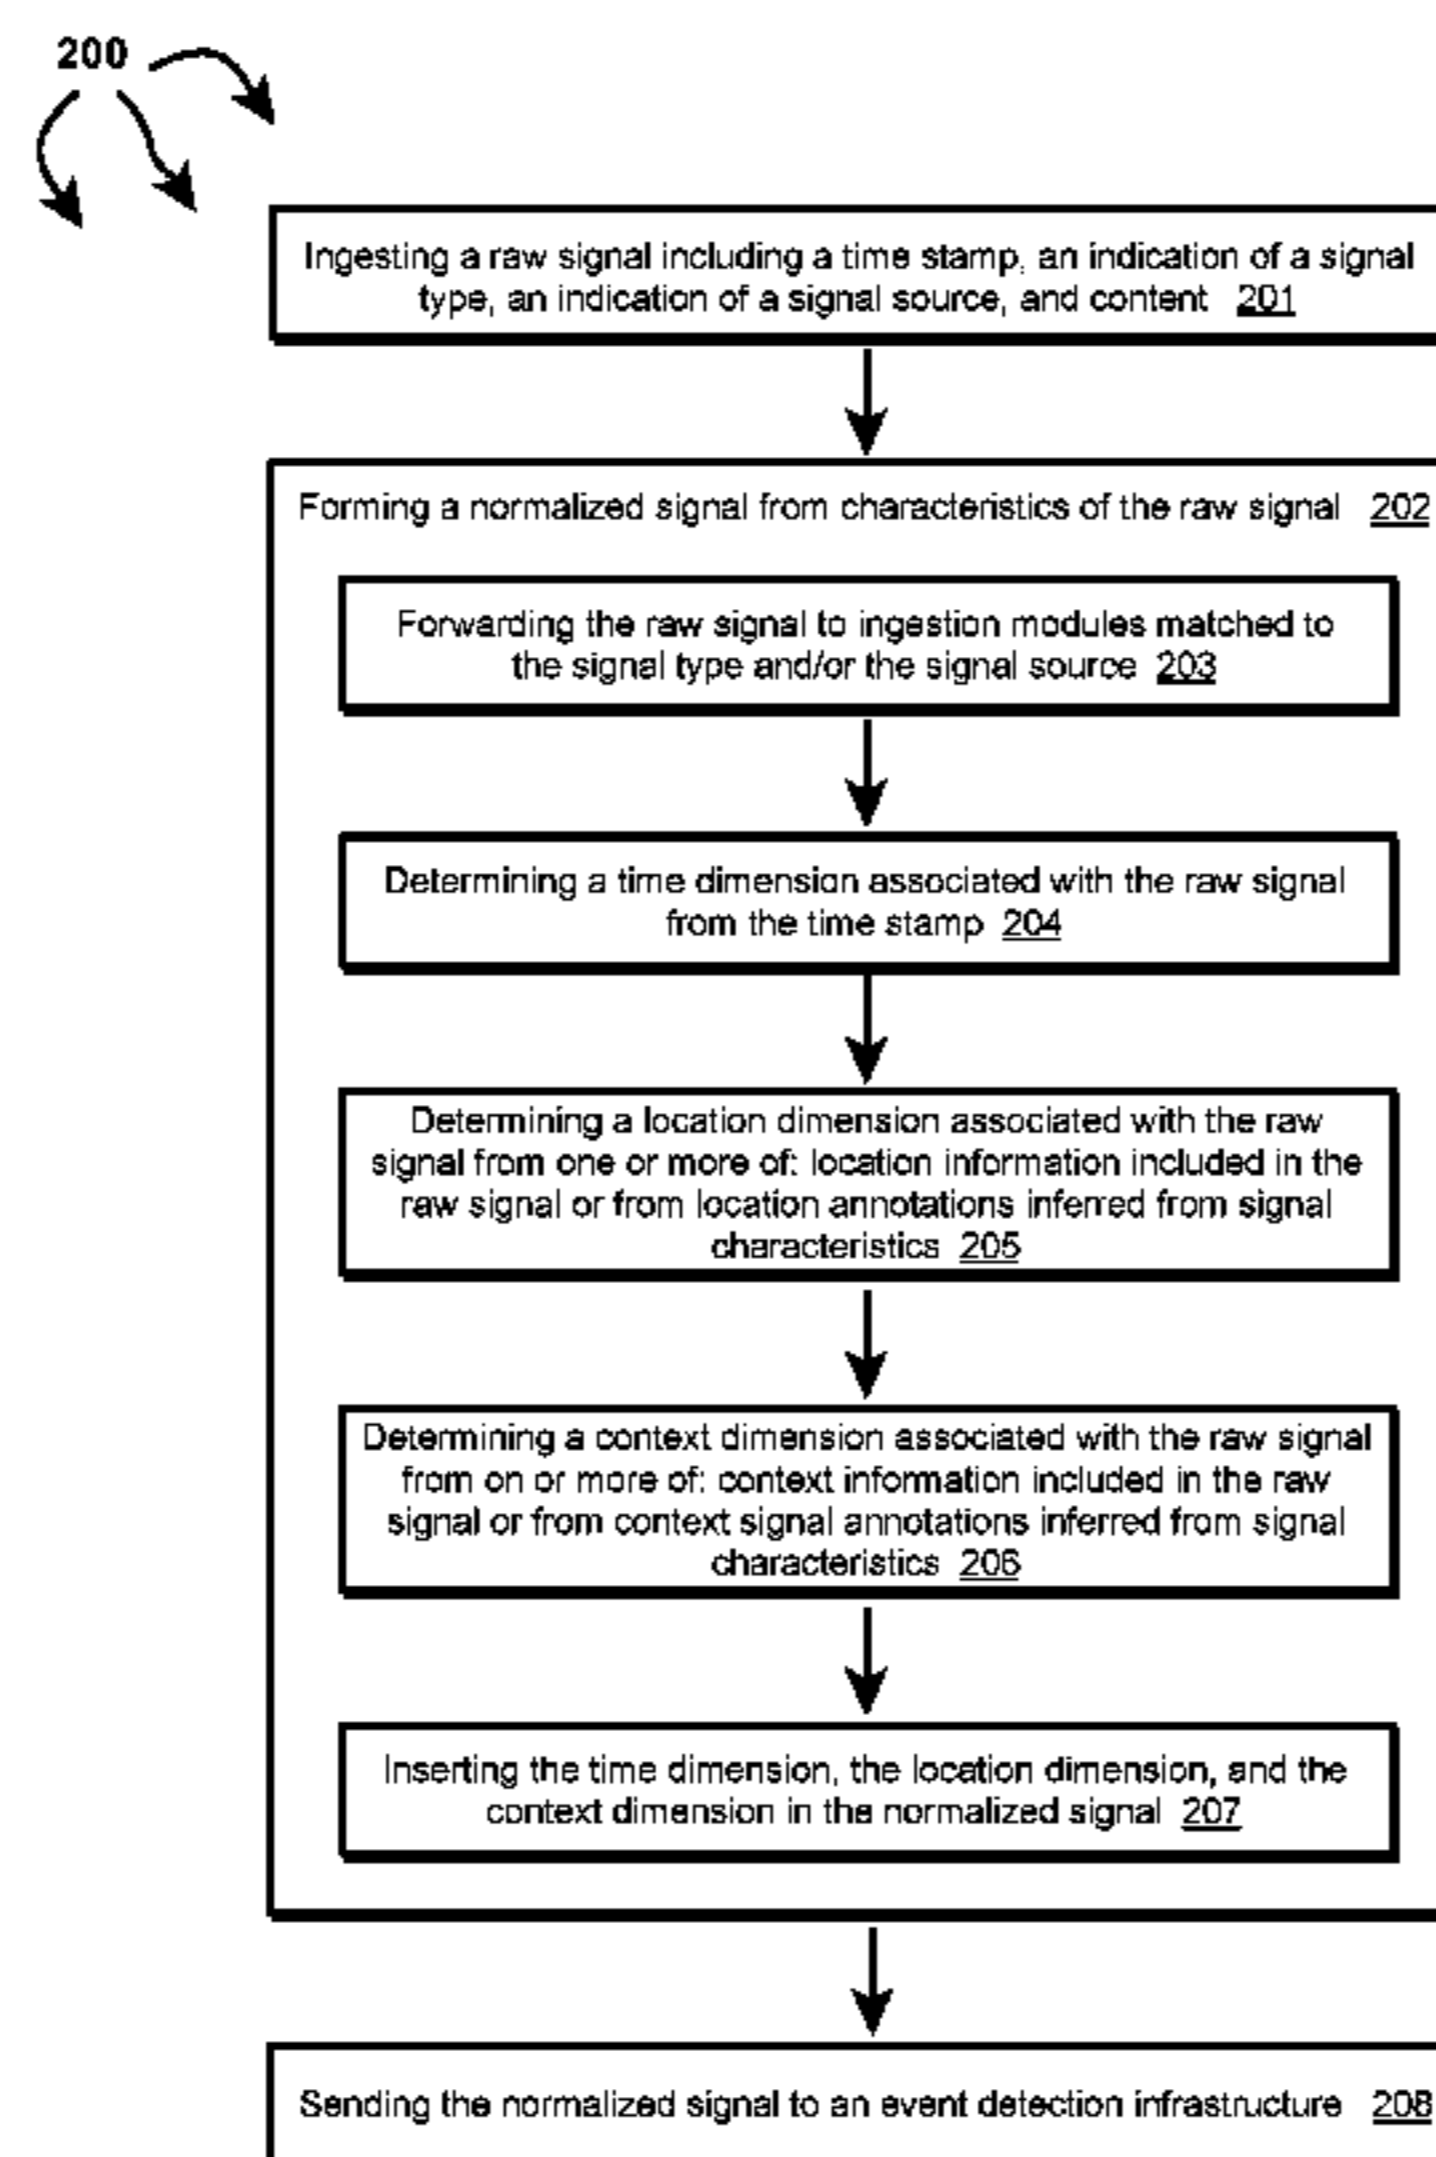 200
Ingesting a raw signal including a time stamp, an indication of a signal
type, an indication of a signal source, and content 201
Forming a normalized signal from characteristics of the raw signal 202
Forwarding the raw signal to ingestion modules matched to
the signal type and/or the signal source 203
Determining a time dimension associated with the raw signal
from the time stamp 204
Determining a location dimension associated with the raw
signal from one or more of: location information included in the
raw signal or from location annotations inferred from signal
characteristics 205
Determining a context dimension associated with the raw signal
from on or more of: context information included in the raw
signal or from context signal annotations inferred from signal
characteristics 206
Inserting the time dimension, the location dimension, and the
context dimension in the normalized signal 207
Sending the normalized signal to an event detection infrastructure 208